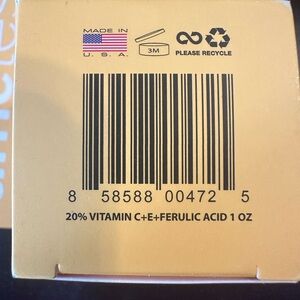 MADE IN
U. S. A.
3M
PLEASE RECYCLE
8 58588 00472 5
20% VITAMIN C+E+FERULIC ACID 1 OZ